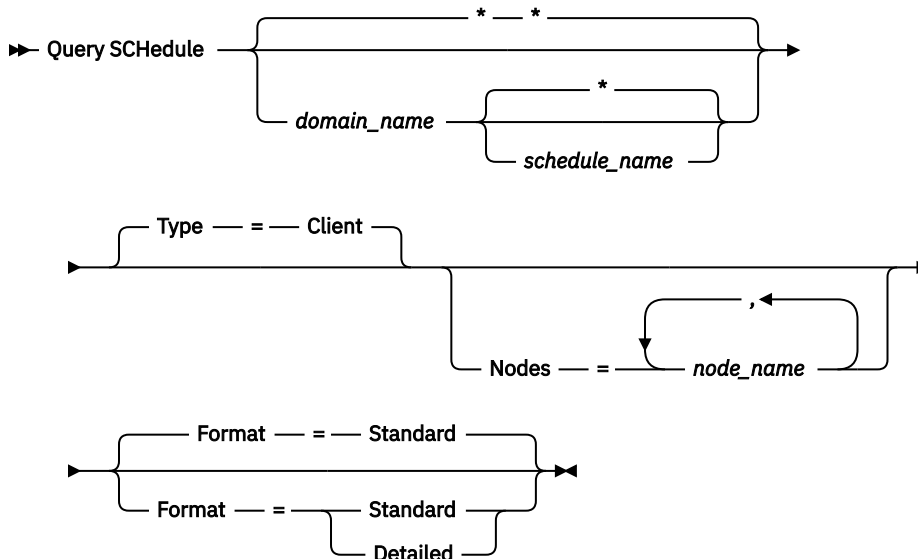 * *
Query SCHedule
*
domain_name
schedule_name
Type = Client
,
Nodes = node_name
Format = Standard
Format = Standard
Detailed